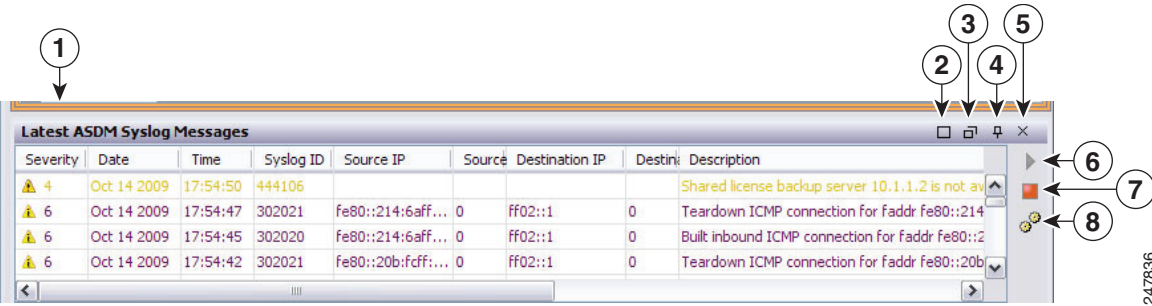 3 5
1 2 4
Latest ASDM Syslog Messages
Severity Date Time Syslog ID Source IP Source Destination IP Destin Description
4 Oct 14 2009 17:54:50 444106 Shared license backup server 10.1.1.2 is not av
6 Oct 14 2009 17:54:47 302021 fe80::214:6aff... 0 ff02::1 0 Teardown ICMP connection for faddr fe80::214
6 Oct 14 2009 17:54:45 302020 fe80::214:6aff... 0 ff02::1 0 Built inbound ICMP connection for faddr fe80::2
6 Oct 14 2009 17:54:42 302021 fe80::20b:fcff:... 0 ff02::1 0 Teardown ICMP connection for faddr fe80::20b
6
7
8
247836